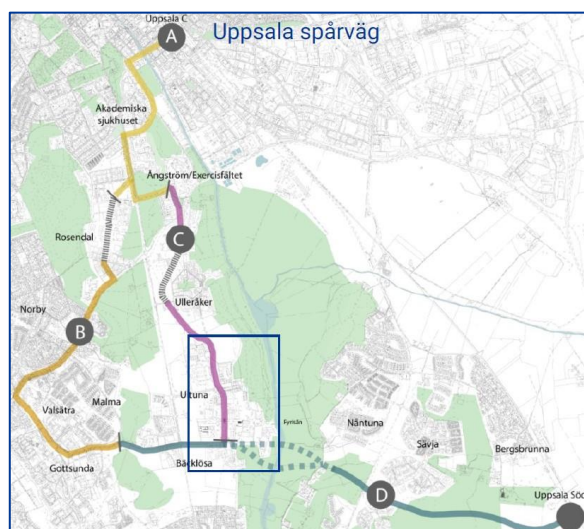 Uppsala spårväg
Uppsala C
A
Akademiska
sjukhuset
Ångström/Exercisfältet
C
Rosendal
Ulleråker
Norby
B
Ultuna
Valsätra
Malma
Fyrisån
Nåntuna
Sävja
Bergsbrunna
Gottsunda
Bäcklösa
D
Uppsala Söd